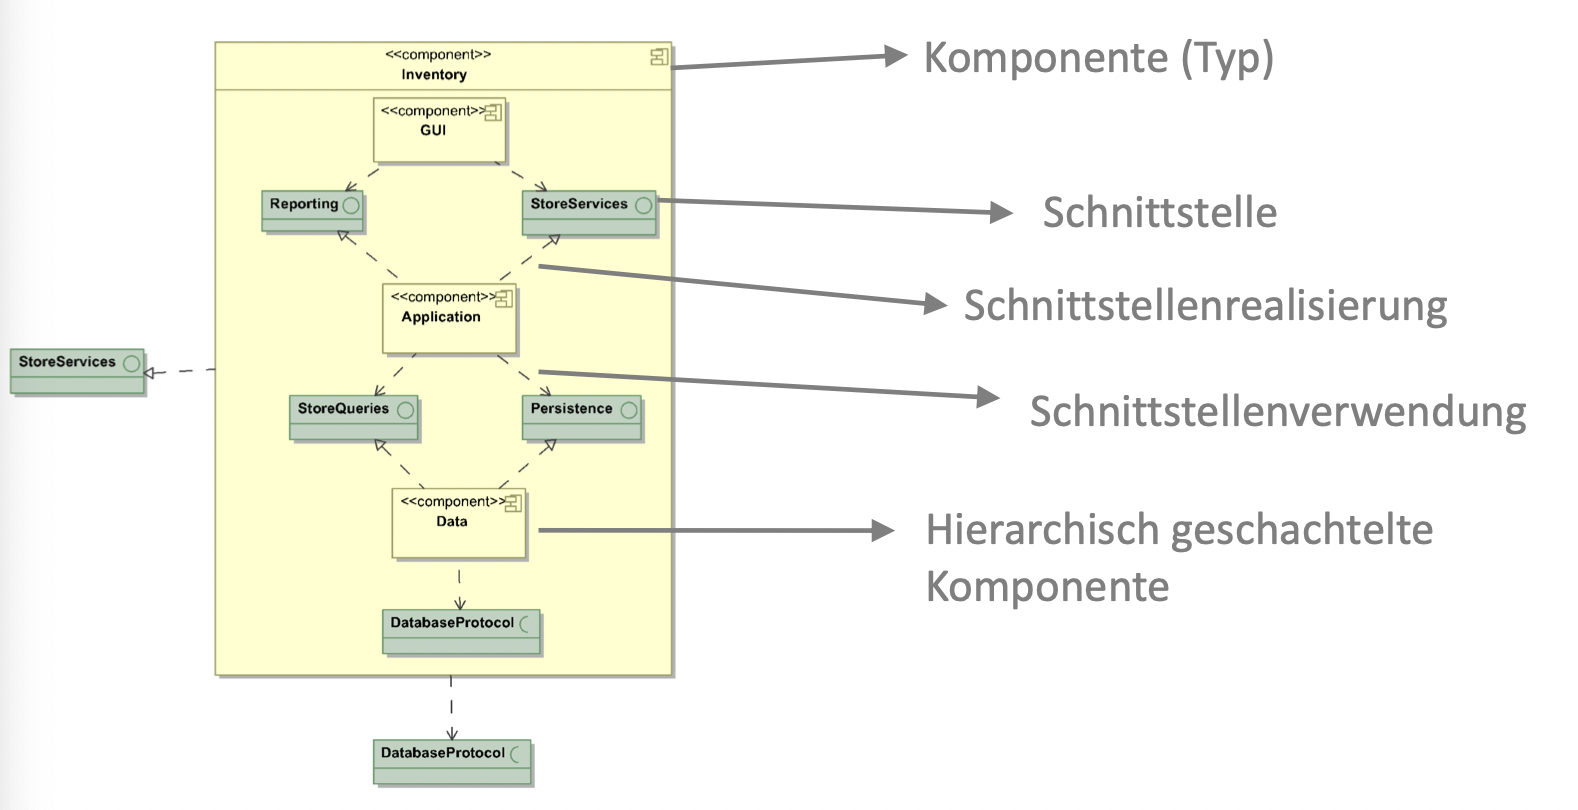 <<component>>
Inventory
Komponente (Typ)
<<component>>
GUI
Reporting
StoreServices
Schnittstelle
<<component>>
Application
Schnittstellenrealisierung
StoreServices
StoreQueries
Persistence
Schnittstellenverwendung
<<component>>
Data
Hierarchisch geschachtelte
Komponente
DatabaseProtocol
DatabaseProtocol